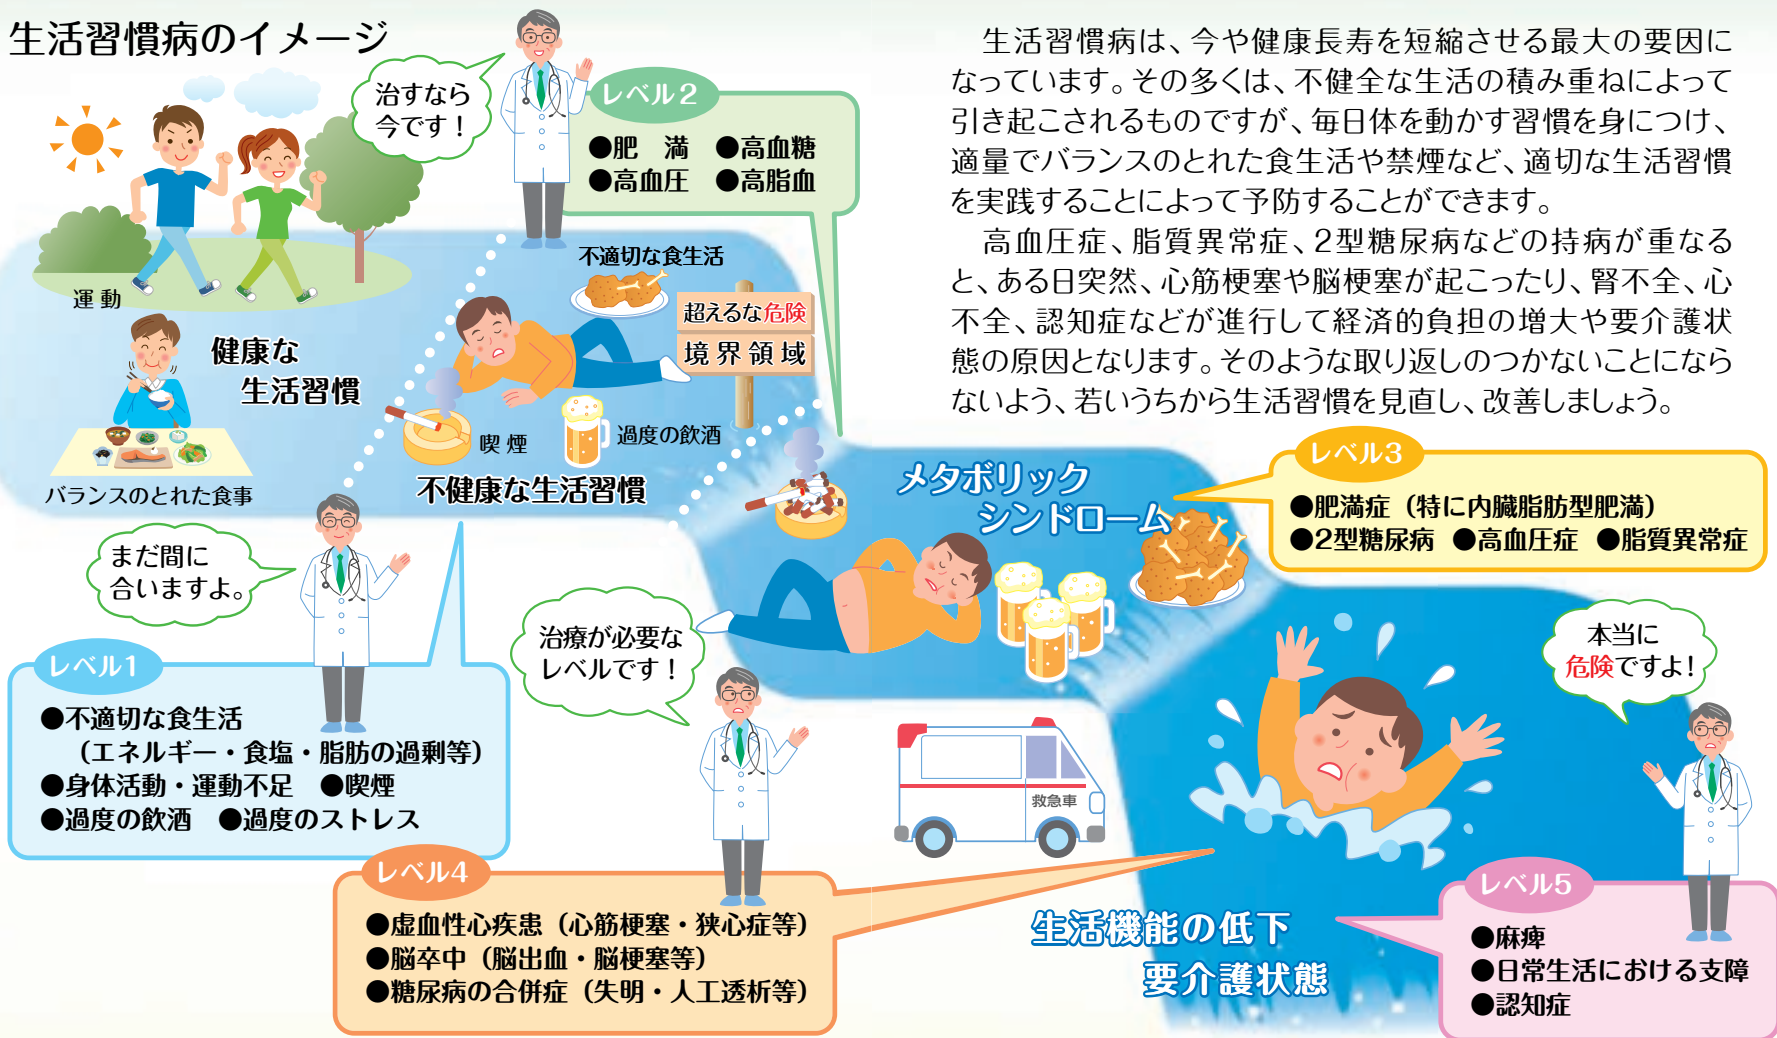 生活習慣病のイメージ
生活習慣病は、今や健康長寿を短縮させる最大の要因に
なっています。その多くは、不健全な生活の積み重ねによって
引き起こされるものですが、毎日体を動かす習慣を身につけ、
適量でバランスのとれた食生活や禁煙など、適切な生活習慣
を実践することによって予防することができます。
高血圧症、脂質異常症、2型糖尿病などの持病が重なる
と、ある日突然、心筋梗塞や脳梗塞が起こったり、腎不全、心
不全、認知症などが進行して経済的負担の増大や要介護状
態の原因となります。そのような取り返しのつかないことになら
ないよう、若いうちから生活習慣を見直し、改善しましょう。
治すなら
今です！
レベル2
●肥　満　●高血糖
●高血圧　●高脂血
運動
健康な
生活習慣
バランスのとれた食事
不適切な食生活
超えるな危険
境界領域
喫煙
過度の飲酒
不健康な生活習慣
まだ間に
合いますよ。
レベル1
●不適切な食生活
（エネルギー・食塩・脂肪の過剰等）
●身体活動・運動不足　●喫煙
●過度の飲酒　●過度のストレス
メタボリック
シンドローム
レベル3
●肥満症（特に内臓脂肪型肥満）
●2型糖尿病　●高血圧症　●脂質異常症
治療が必要な
レベルです！
救急車
レベル4
●虚血性心疾患（心筋梗塞・狭心症等）
●脳卒中（脳出血・脳梗塞等）
●糖尿病の合併症（失明・人工透析等）
本当に
危険ですよ！
生活機能の低下
要介護状態
レベル5
●麻痺
●日常生活における支障
●認知症